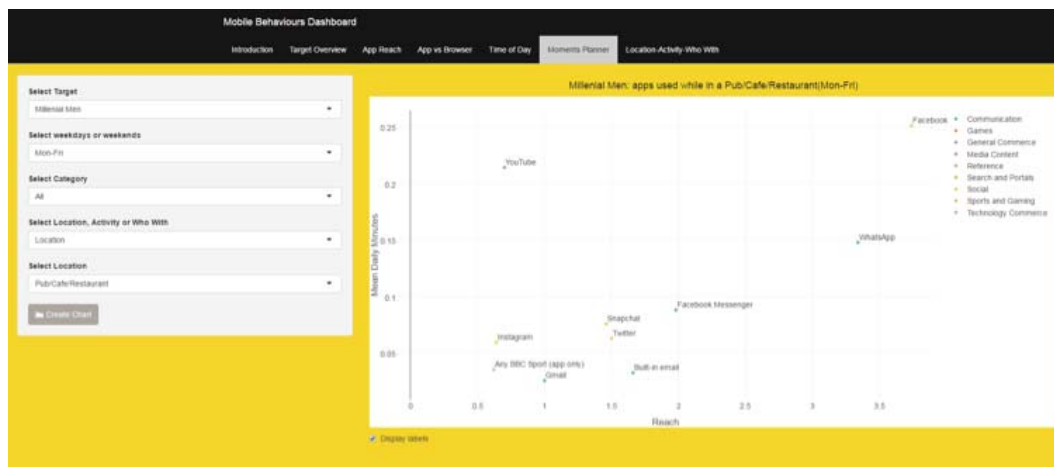 Mobile Behaviours Dashboard
Introduction Target Overview App Reach App vs Browser Time of Day Moments Planner Location-Activity-Who With
Select Target
Millenial Men
Select weekdays or weekends
Mon-Fri
Select Category
All
Select Location, Activity or Who With
Location
Select Location
Pub/Cafe/Restaurant
Create Chart
Millenial Men: apps used while in a Pub/Cafe/Restaurant(Mon-Fri)
Mean Daily Minutes
0.25
0.2
0.15
0.1
0.05
Facebook
YouTube
WhatsApp
Facebook Messenger
Snapchat
Twitter
Instagram
Any BBC Sport (app only)
Gmail
Built-in email
0 0.5 1 1.5 2 2.5 3 3.5
Reach
Communication
Games
General Commerce
Media Content
Reference
Search and Portals
Social
Sports and Gaming
Technology Commerce
Display labels